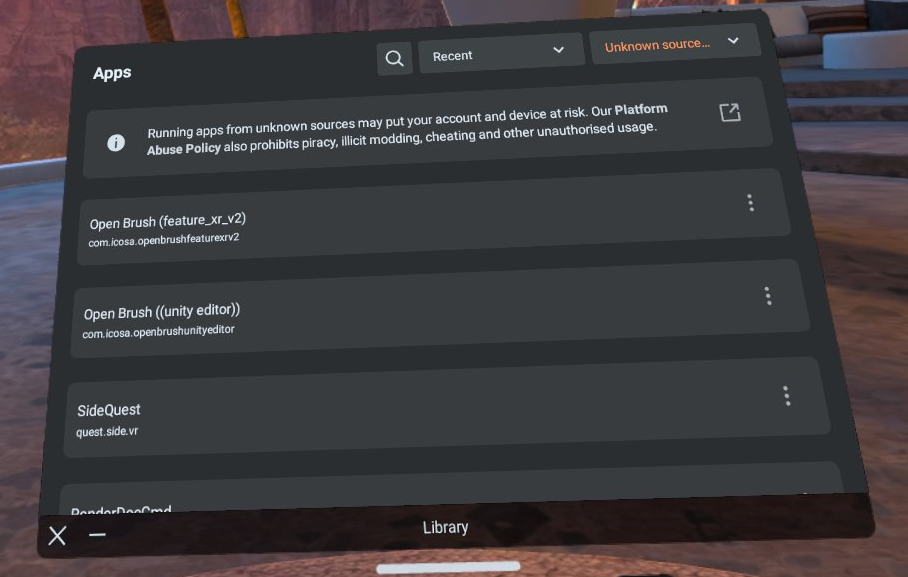 Apps
Recent
Unknown source...
Running apps from unknown sources may put your account and device at risk. Our Platform
Abuse Policy also prohibits piracy, illicit modding, cheating and other unauthorised usage.
Open Brush (feature_xr_v2)
com.icosa.openbrushfeaturexrv2
Open Brush ((unity editor))
com.icosa.openbrushunityeditor
SideQuest
quest.side.vr
RenderDocCmd
Library